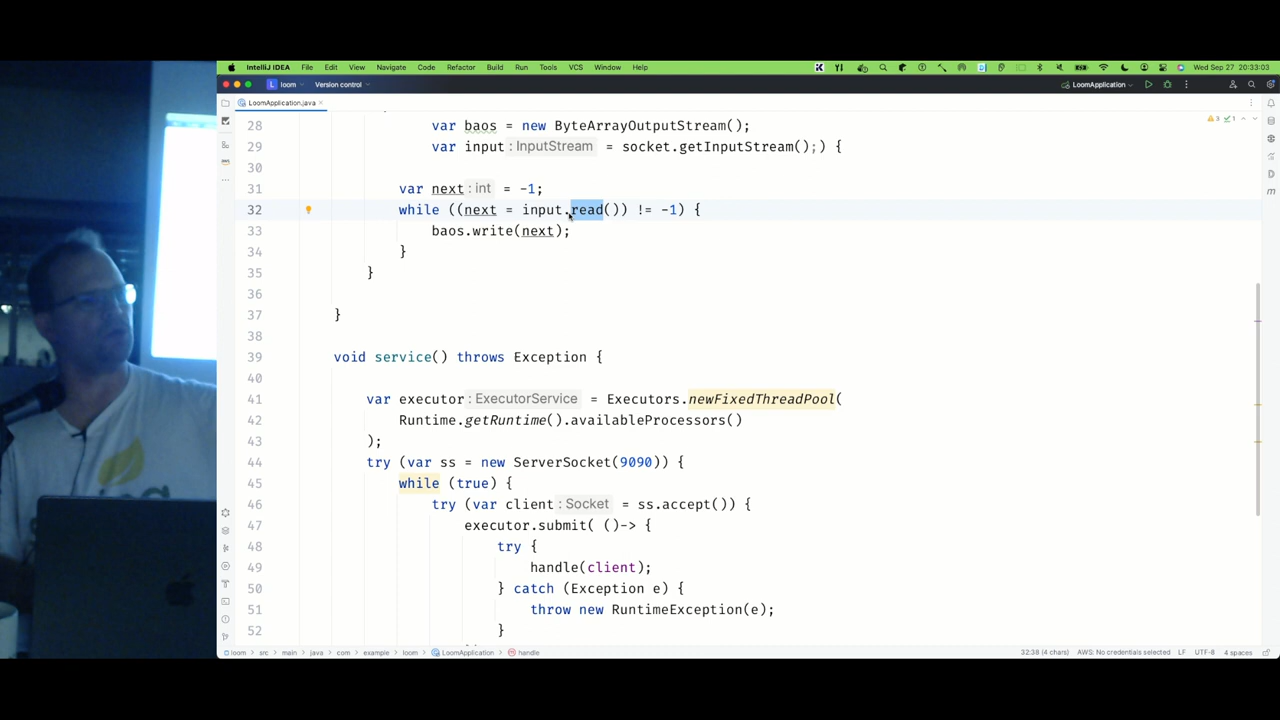 IntelliJ IDEA File Edit View Navigate Code Refactor Build Run Tools VCS Window Help Wed Sep 27 20:33:03
L loom Version control LoomApplication
LoomApplication.java
28 var baos = new ByteArrayOutputStream();
29 var input : InputStream = socket.getInputStream();) {
30
31 var next : int = -1;
32 while ((next = input.read()) != -1) {
33 baos.write(next);
34 }
35 }
36
37 }
38
39 void service() throws Exception {
40
41 var executor : ExecutorService = Executors.newFixedThreadPool(
42 Runtime.getRuntime().availableProcessors()
43 );
44 try (var ss = new ServerSocket(9090)) {
45 while (true) {
46 try (var client : Socket = ss.accept()) {
47 executor.submit( ()-> {
48 try {
49 handle(client);
50 } catch (Exception e) {
51 throw new RuntimeException(e);
52 }
loom > src > main > java > com > example > loom > LoomApplication > handle 32:38 (4 chars) AWS: No credentials selected LF UTF-8 4 spaces